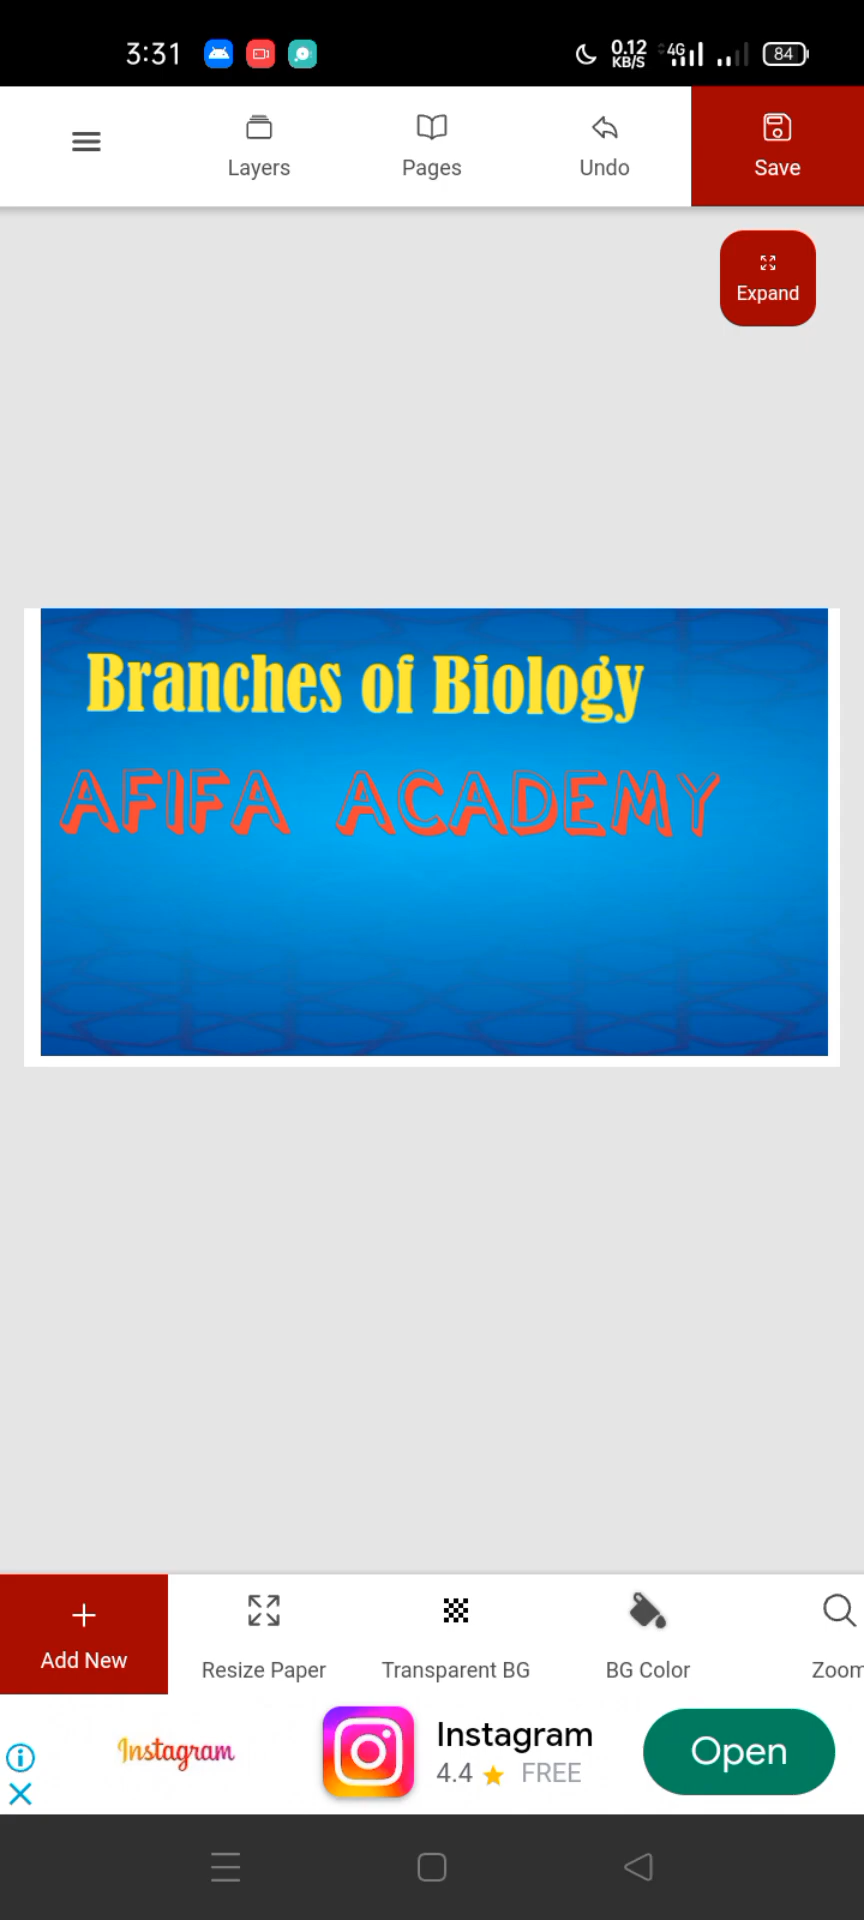 3:31
0.12
KB/S
4G
84
Layers
Pages
Undo
Save
Expand
Branches of Biology
AFIFA ACADEMY
Add New
Resize Paper
Transparent BG
BG Color
Zoom
Instagram
Instagram
4.4 ★ FREE
Open